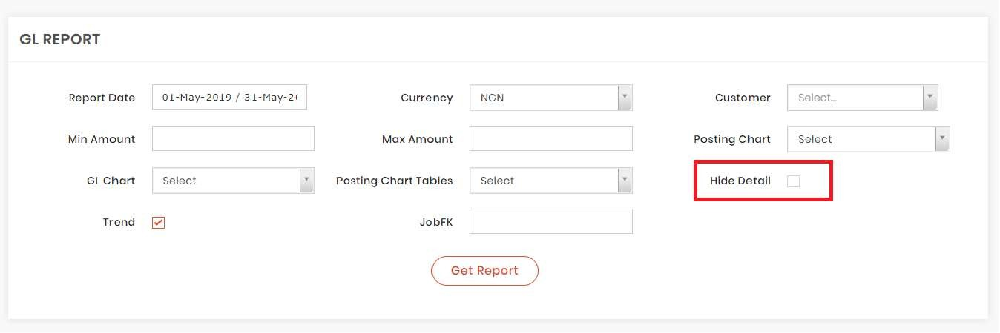 GL REPORT
Report Date 01-May-2019 / 31-May-20 Currency NGN Customer Select...
Min Amount Max Amount Posting Chart Select
GL Chart Select Posting Chart Tables Select Hide Detail
Trend JobFK
Get Report